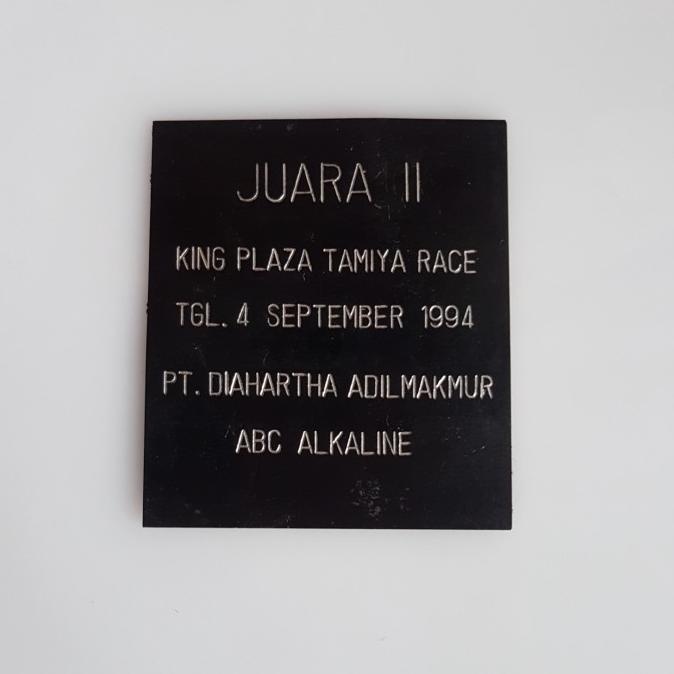 JUARA II
KING PLAZA TAMIYA RACE
TGL. 4 SEPTEMBER 1994
PT. DIAHARTHA ADILMAKMUR
ABC ALKALINE